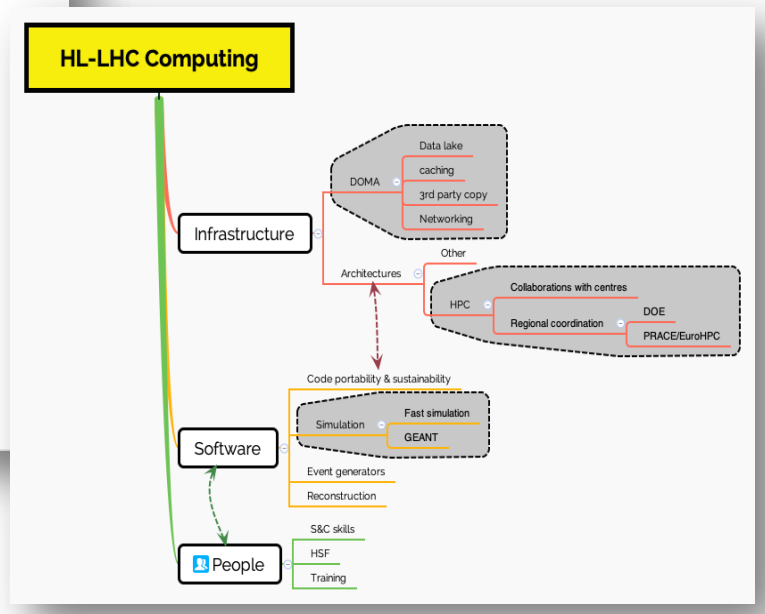 HL-LHC Computing
Infrastructure
DOMA
Data lake
caching
3rd party copy
Networking
Architectures
Other
HPC
Collaborations with centres
Regional coordination
DOE
PRACE/EuroHPC
Software
Code portability & sustainability
Simulation
Fast simulation
GEANT
Event generators
Reconstruction
People
S&C skills
HSF
Training